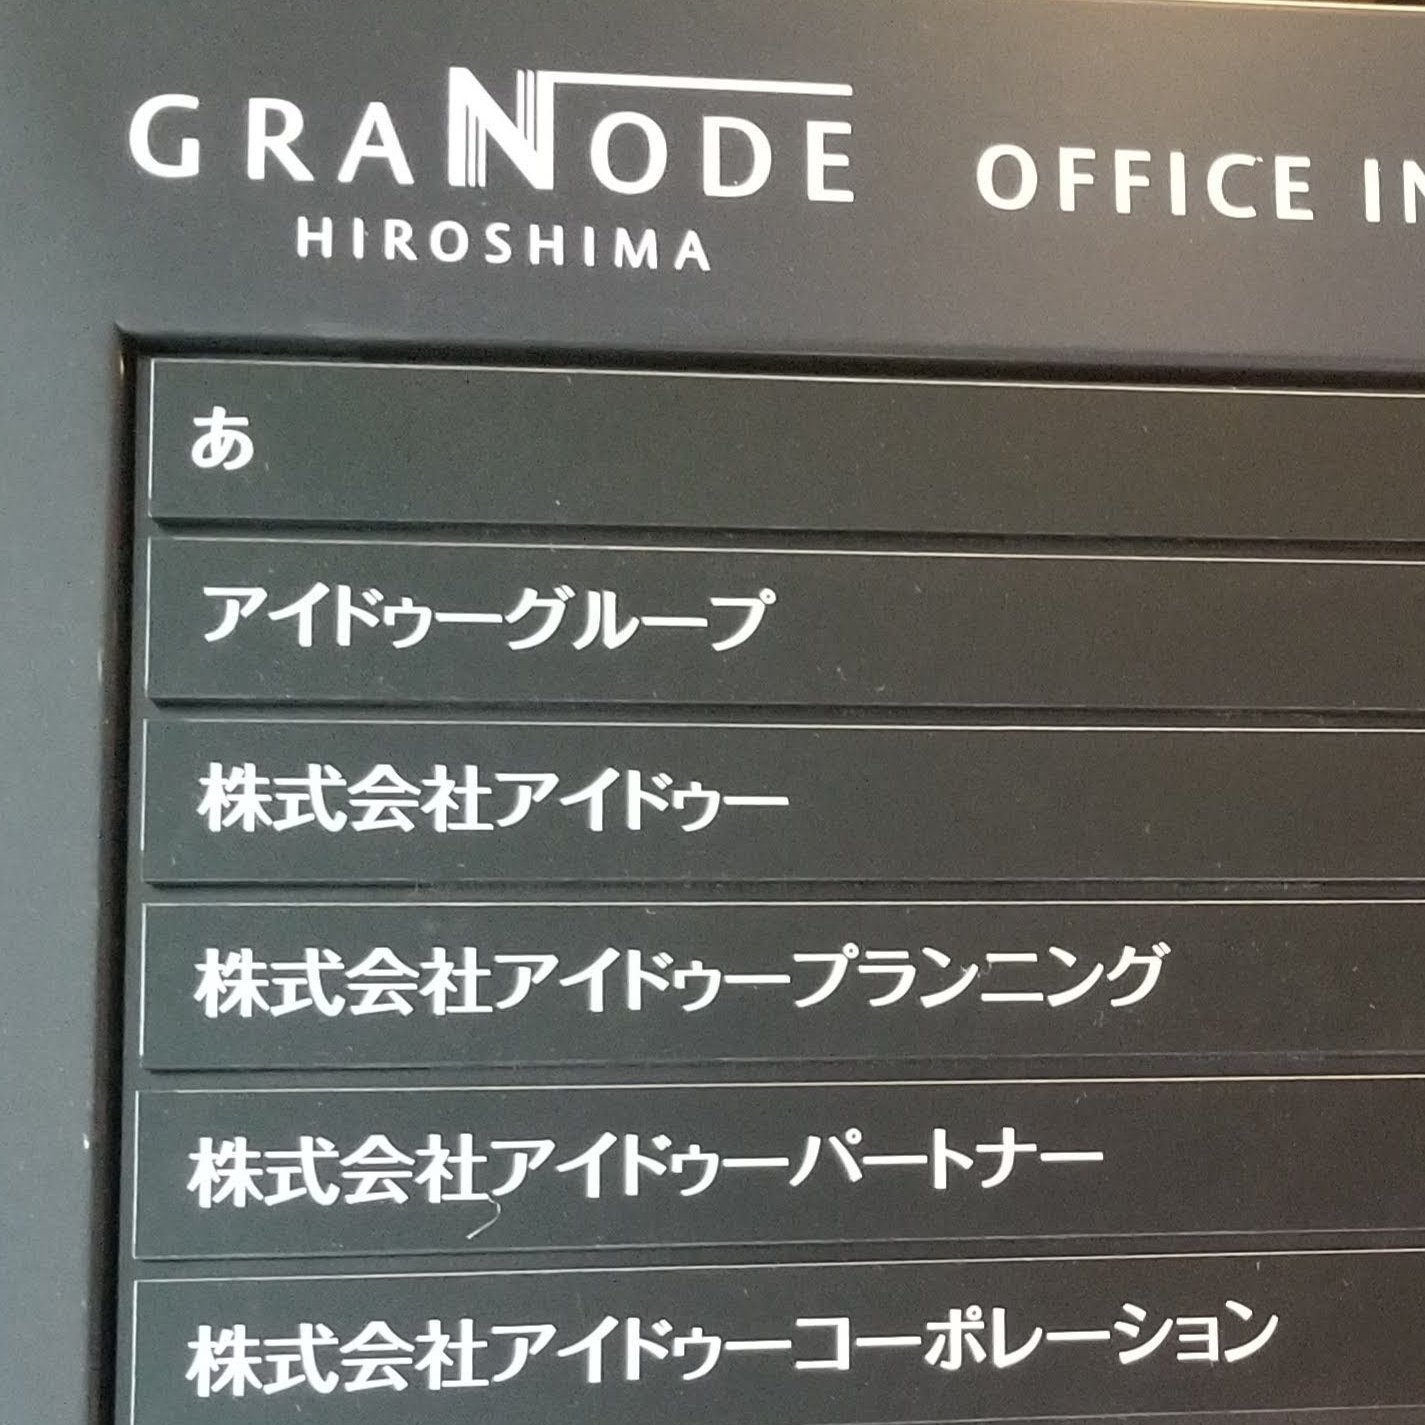 GRANODE OFFICE IN
HIROSHIMA
あ
アイドゥーグループ
株式会社アイドゥー
株式会社アイドゥープランニング
株式会社アイドゥーパートナー
株式会社アイドゥーコーポレーション